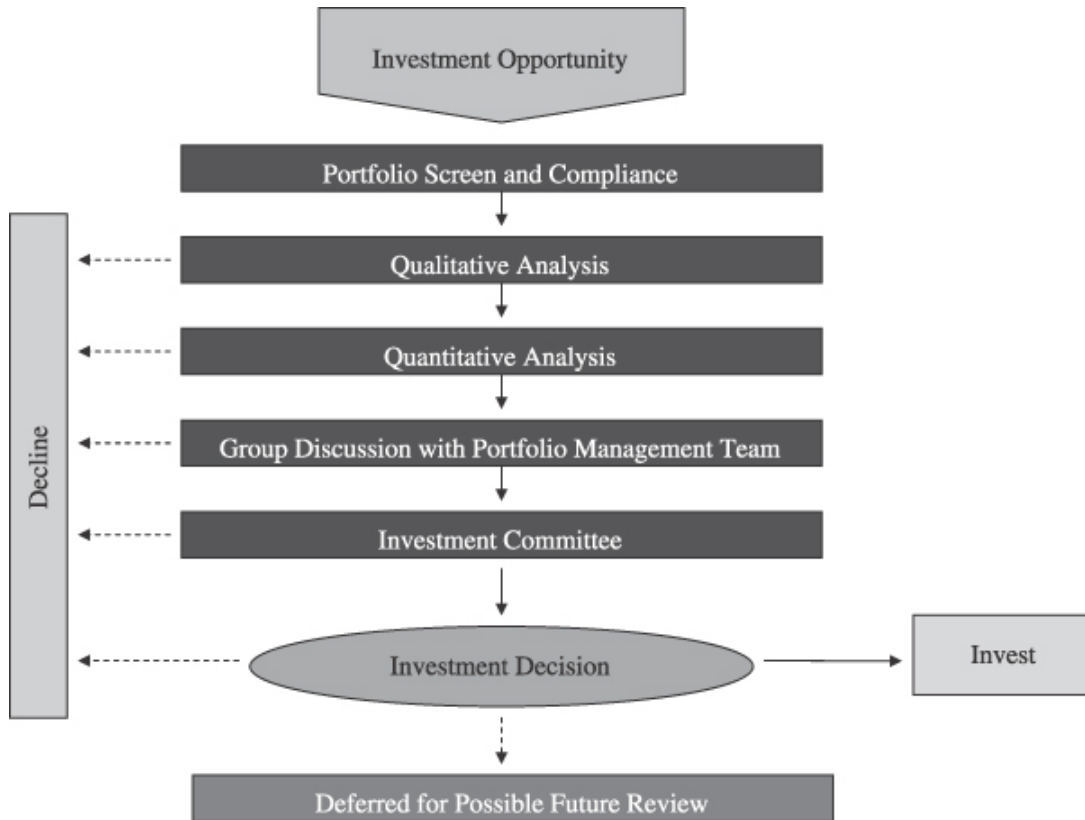 Investment Opportunity
Portfolio Screen and Compliance
Qualitative Analysis
Quantitative Analysis
Group Discussion with Portfolio Management Team
Investment Committee
Decline
Investment Decision
Invest
Deferred for Possible Future Review